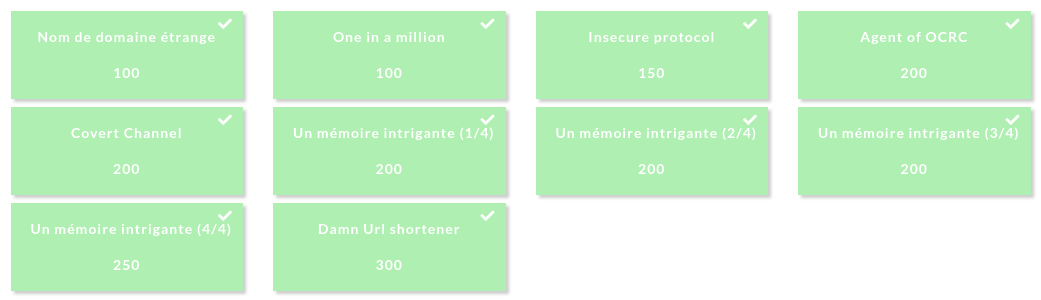 Nom de domaine étrange
100
One in a million
100
Insecure protocol
150
Agent of OCRC
200
Covert Channel
200
Un mémoire intrigante (1/4)
200
Un mémoire intrigante (2/4)
200
Un mémoire intrigante (3/4)
200
Un mémoire intrigante (4/4)
250
Damn Url shortener
300